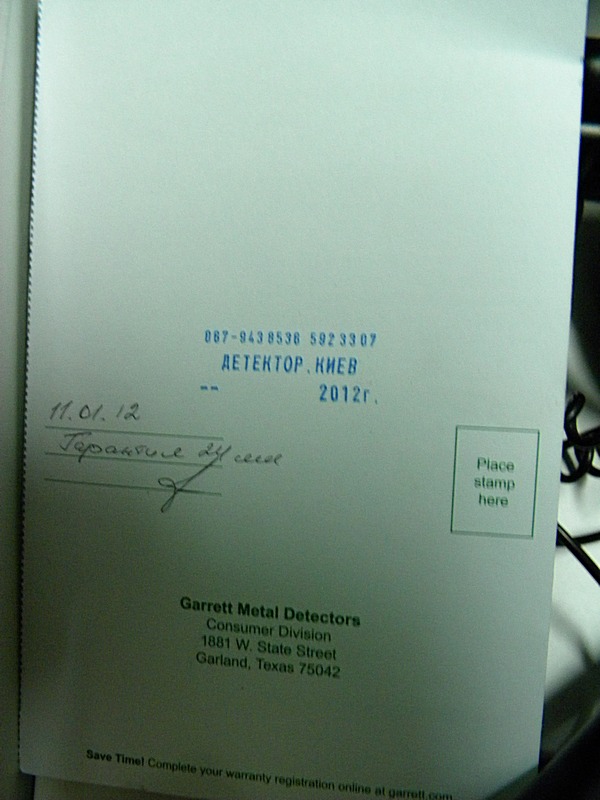 067-9438536 5923307
ДЕТЕКТОР.КИЕВ
-- 2012г.
11.01.12
Гарантия 24 мес
Place
stamp
here
Garrett Metal Detectors
Consumer Division
1881 W. State Street
Garland, Texas 75042
Save Time! Complete your warranty registration online at garrett.com